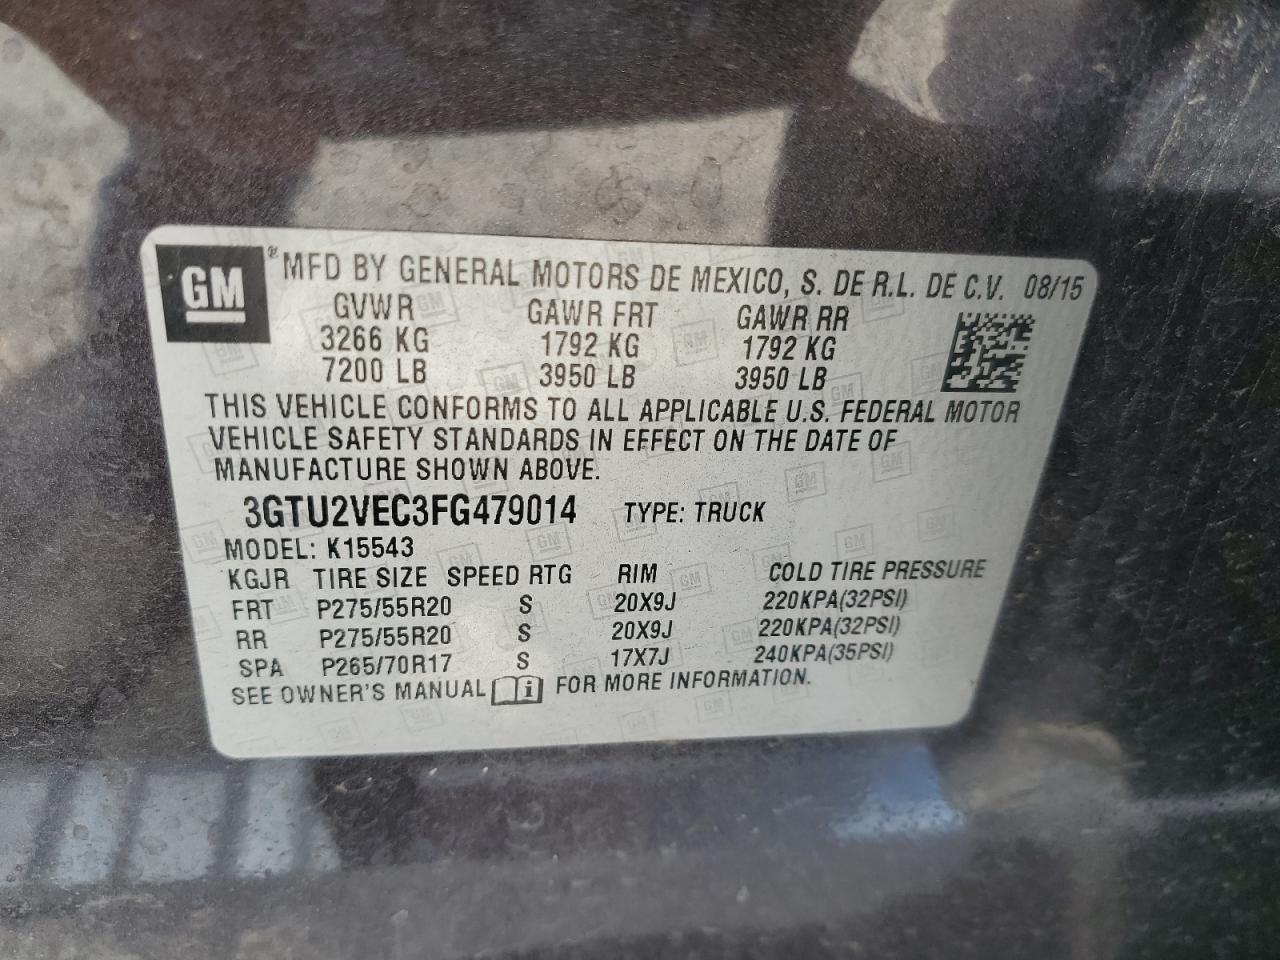 GM ® MFD BY GENERAL MOTORS DE MEXICO, S. DE R.L. DE C.V. 08/15
GVWR GAWR FRT GAWR RR
3266 KG 1792 KG 1792 KG
7200 LB 3950 LB 3950 LB
THIS VEHICLE CONFORMS TO ALL APPLICABLE U.S. FEDERAL MOTOR
VEHICLE SAFETY STANDARDS IN EFFECT ON THE DATE OF
MANUFACTURE SHOWN ABOVE.
3GTU2VEC3FG479014 TYPE: TRUCK
MODEL: K15543
KGJR TIRE SIZE SPEED RTG RIM COLD TIRE PRESSURE
FRT P275/55R20 S 20X9J 220KPA(32PSI)
RR P275/55R20 S 20X9J 220KPA(32PSI)
SPA P265/70R17 S 17X7J 240KPA(35PSI)
SEE OWNER'S MANUAL i FOR MORE INFORMATION.